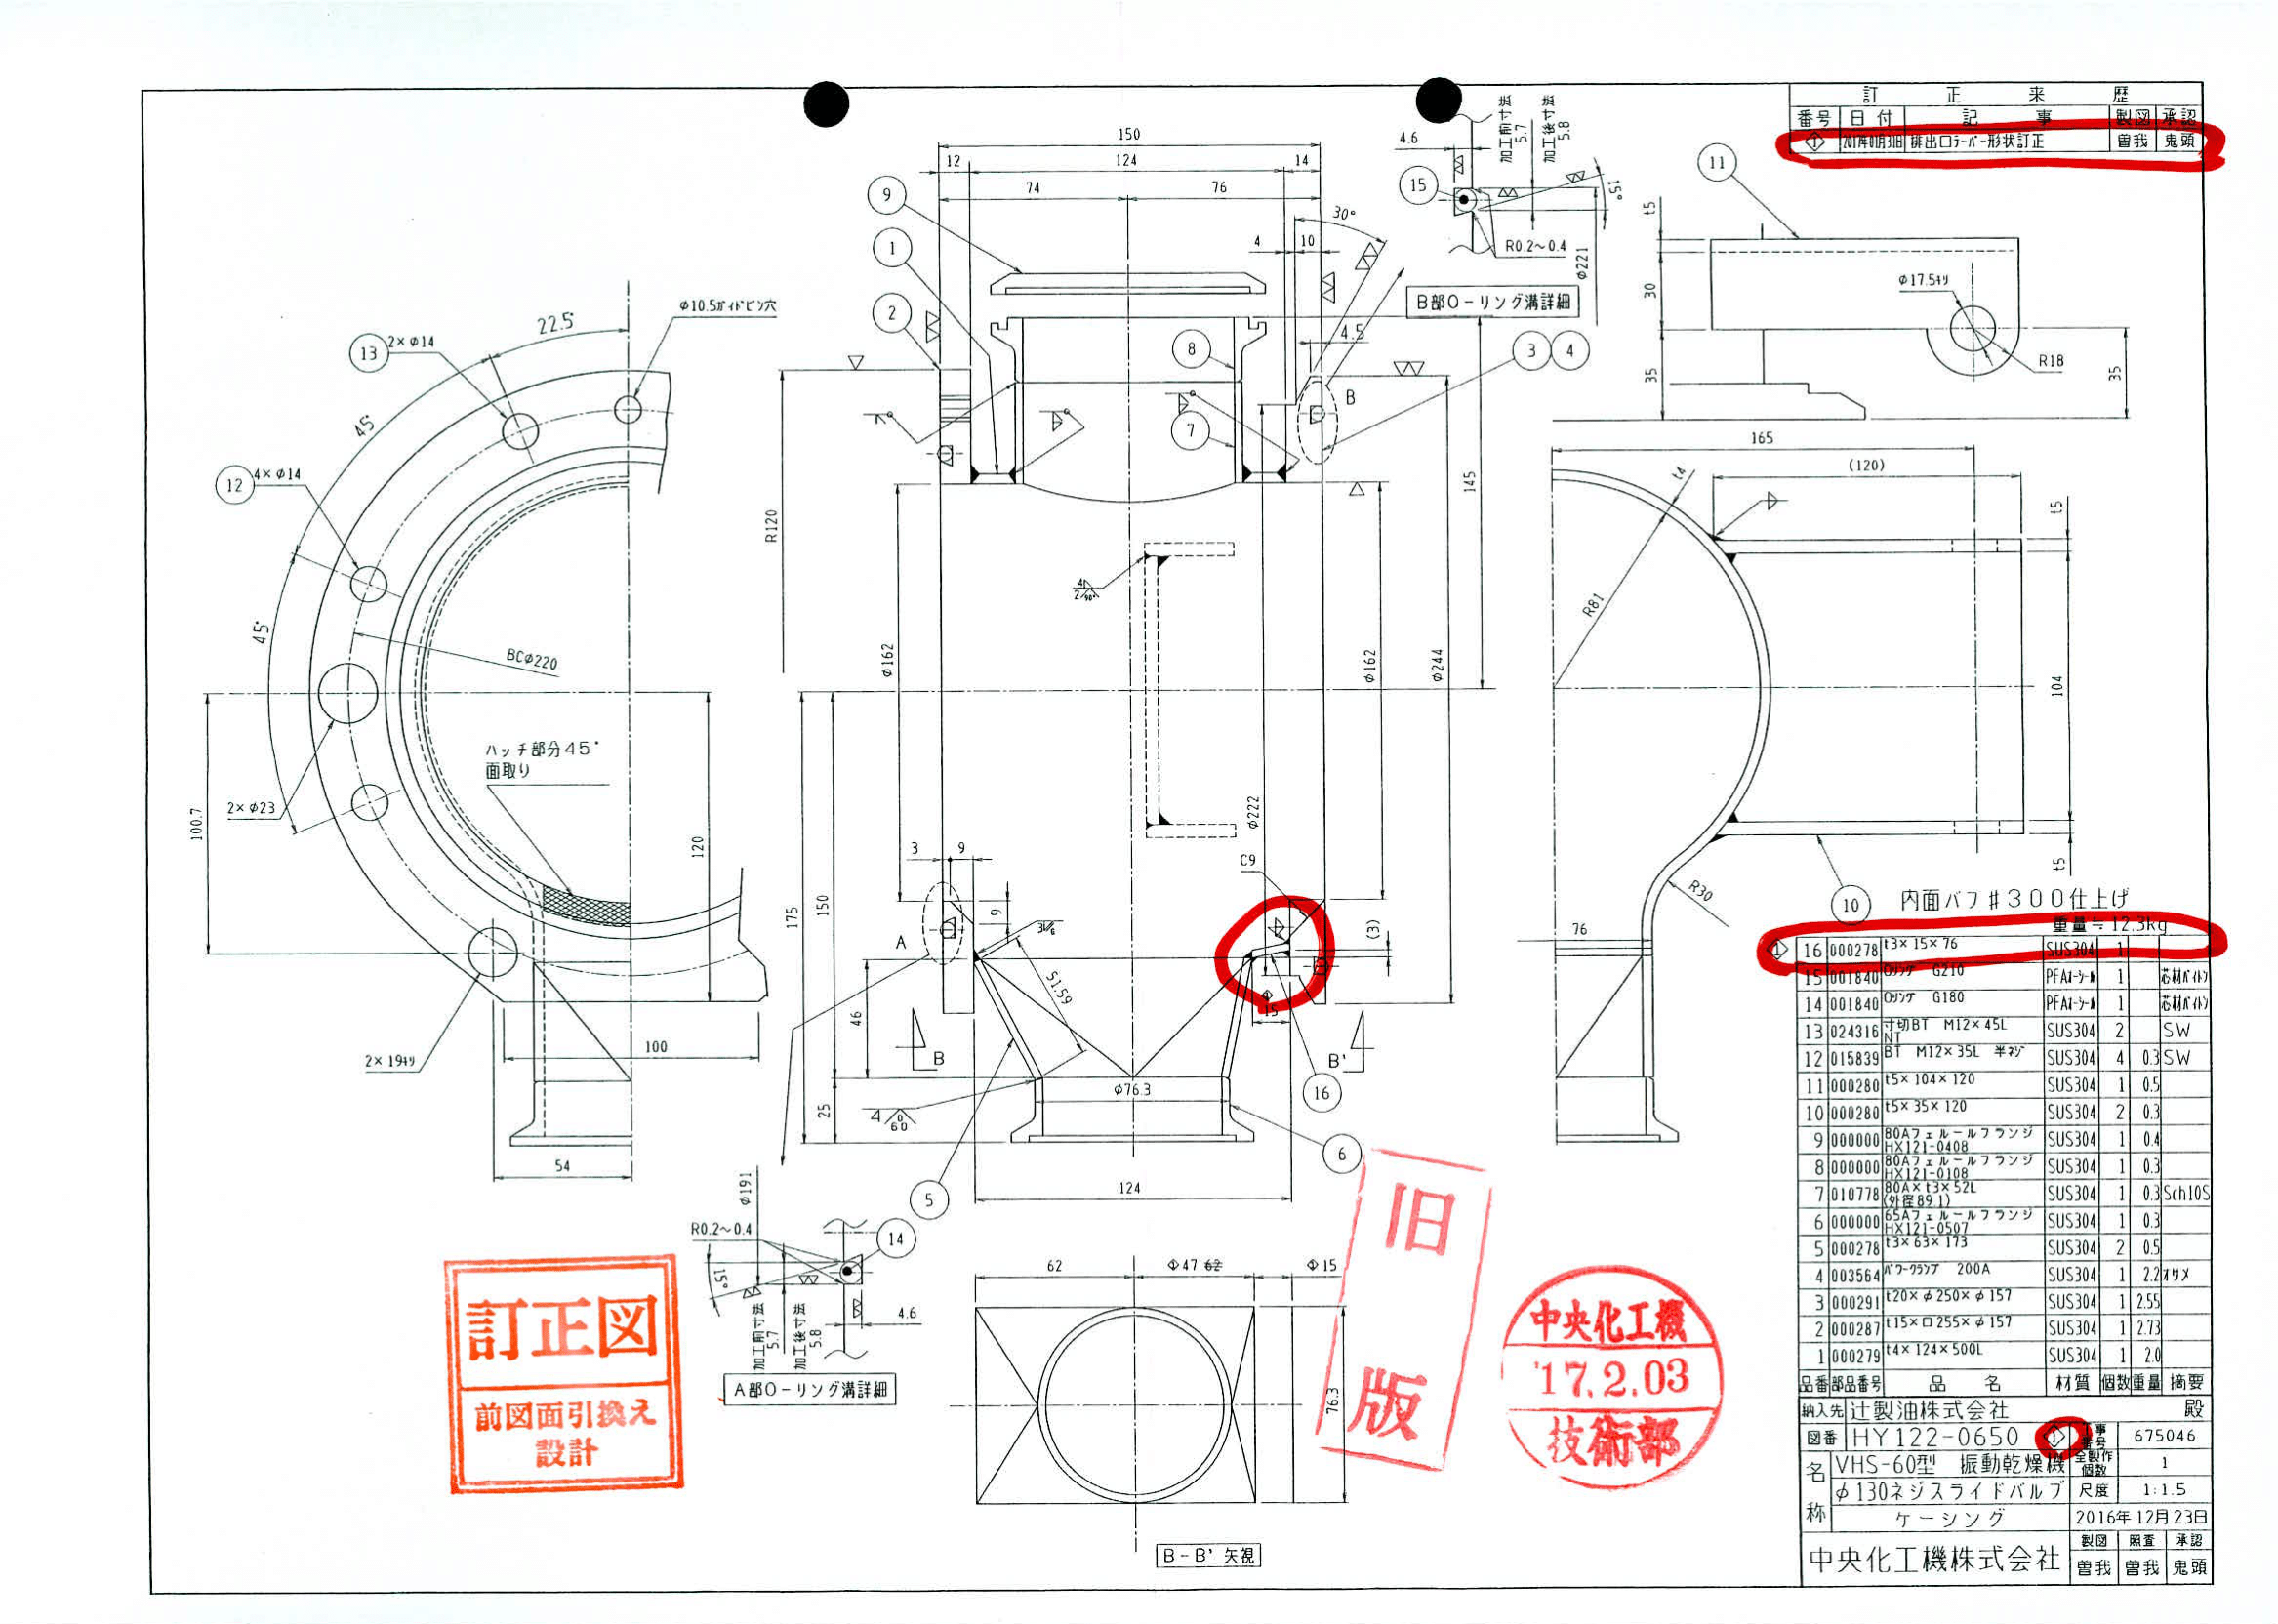 訂正来歴
番号 日付 記事 製図 承認
1 2017年01月31日 排出口テーパー形状訂正 曽我 鬼頭
150
12 124 14
74 76
9
1
2
4 10
30°
4.6
加工前寸法
5.7
加工後寸法
5.8
15
15°
R0.2～0.4
φ221
B部O-リング溝詳細
4.5
3 4
8
7
B
11
t5
30
35
φ17.5キリ
R18
35
φ10.5ガイドピン穴
22.5°
13 2×φ14
45°
12 4×φ14
45°
BCφ220
ハッチ部分45°
面取り
2×φ23
100.7
120
2×19キリ
100
54
R120
φ162
φ162
φ244
145
φ222
C9
3 9
9
A
175
150
46
25
51.59
(3)
15
B
B'
φ76.3
16
6
5
124
165
(120)
t4
t5
R81
104
t5
R30
76
10
内面バフ#300仕上げ
重量≒12.3kg
φ191
R0.2～0.4
14
15°
加工前寸法
5.7
加工後寸法
5.8
4.6
A部O-リング溝詳細
62 47 62 15
76.3
B-B' 矢視
訂正図
前図面引換え
設計
旧版
中央化工機
'17.2.03
技術部
1 16 000278 t3×15×76 SUS304 1
15 001840 Oリング G210 PFAオーシール 1 芯材バイトン
14 001840 Oリング G180 PFAオーシール 1 芯材バイトン
13 024316 寸切BT M12×45L NT SUS304 2 SW
12 015839 BT M12×35L 半ネジ SUS304 4 0.3 SW
11 000280 t5×104×120 SUS304 1 0.5
10 000280 t5×35×120 SUS304 2 0.3
9 000000 80Aフェルールフランジ HX121-0408 SUS304 1 0.4
8 000000 80Aフェルールフランジ HX121-0108 SUS304 1 0.3
7 010778 80A×t3×52L (外径89.1) SUS304 1 0.3 Sch10S
6 000000 65Aフェルールフランジ HX121-0507 SUS304 1 0.3
5 000278 t3×63×173 SUS304 2 0.5
4 003564 パワークランプ 200A SUS304 1 2.2 オサメ
3 000291 t20×φ250×φ157 SUS304 1 2.55
2 000287 t15×□255×φ157 SUS304 1 2.73
1 000279 t4×124×500L SUS304 1 2.0
品番 部品番号 品名 材質 個数 重量 摘要
納入先 辻製油株式会社 殿
図番 HY122-0650 1 工事番号 675046
名称 VHS-60型 振動乾燥機 全製作個数 1
φ130ネジスライドバルブ 尺度 1:1.5
ケーシング 2016年12月23日
製図 照査 承認
中央化工機株式会社 曽我 曽我 鬼頭